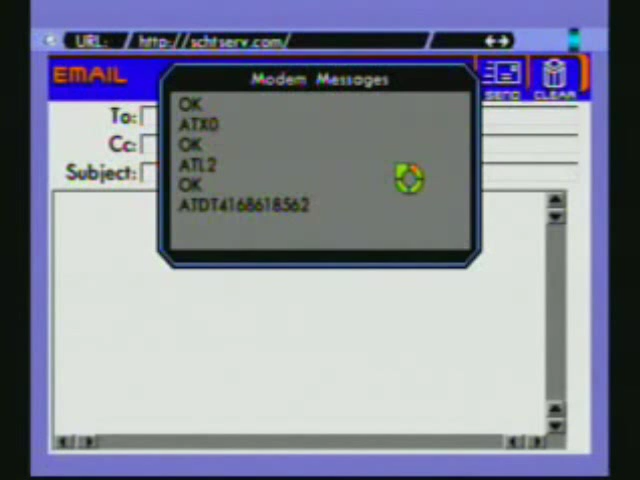 URL: http://schtserv.com/
EMAIL
SEND
CLEAR
Modem Messages
OK
ATX0
OK
ATL2
OK
ATDT4168618562
To:
Cc:
Subject: